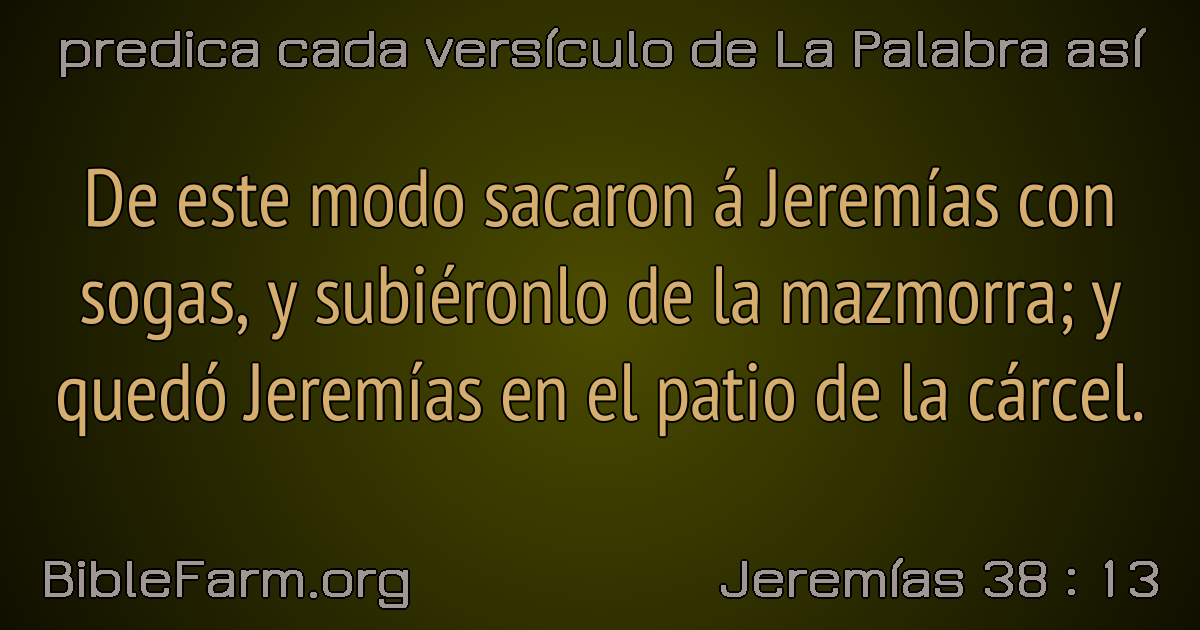 predica cada versículo de La Palabra así
De este modo sacaron á Jeremías con
sogas, y subiéronlo de la mazmorra; y
quedó Jeremías en el patio de la cárcel.
BibleFarm.org
Jeremías 38 : 13